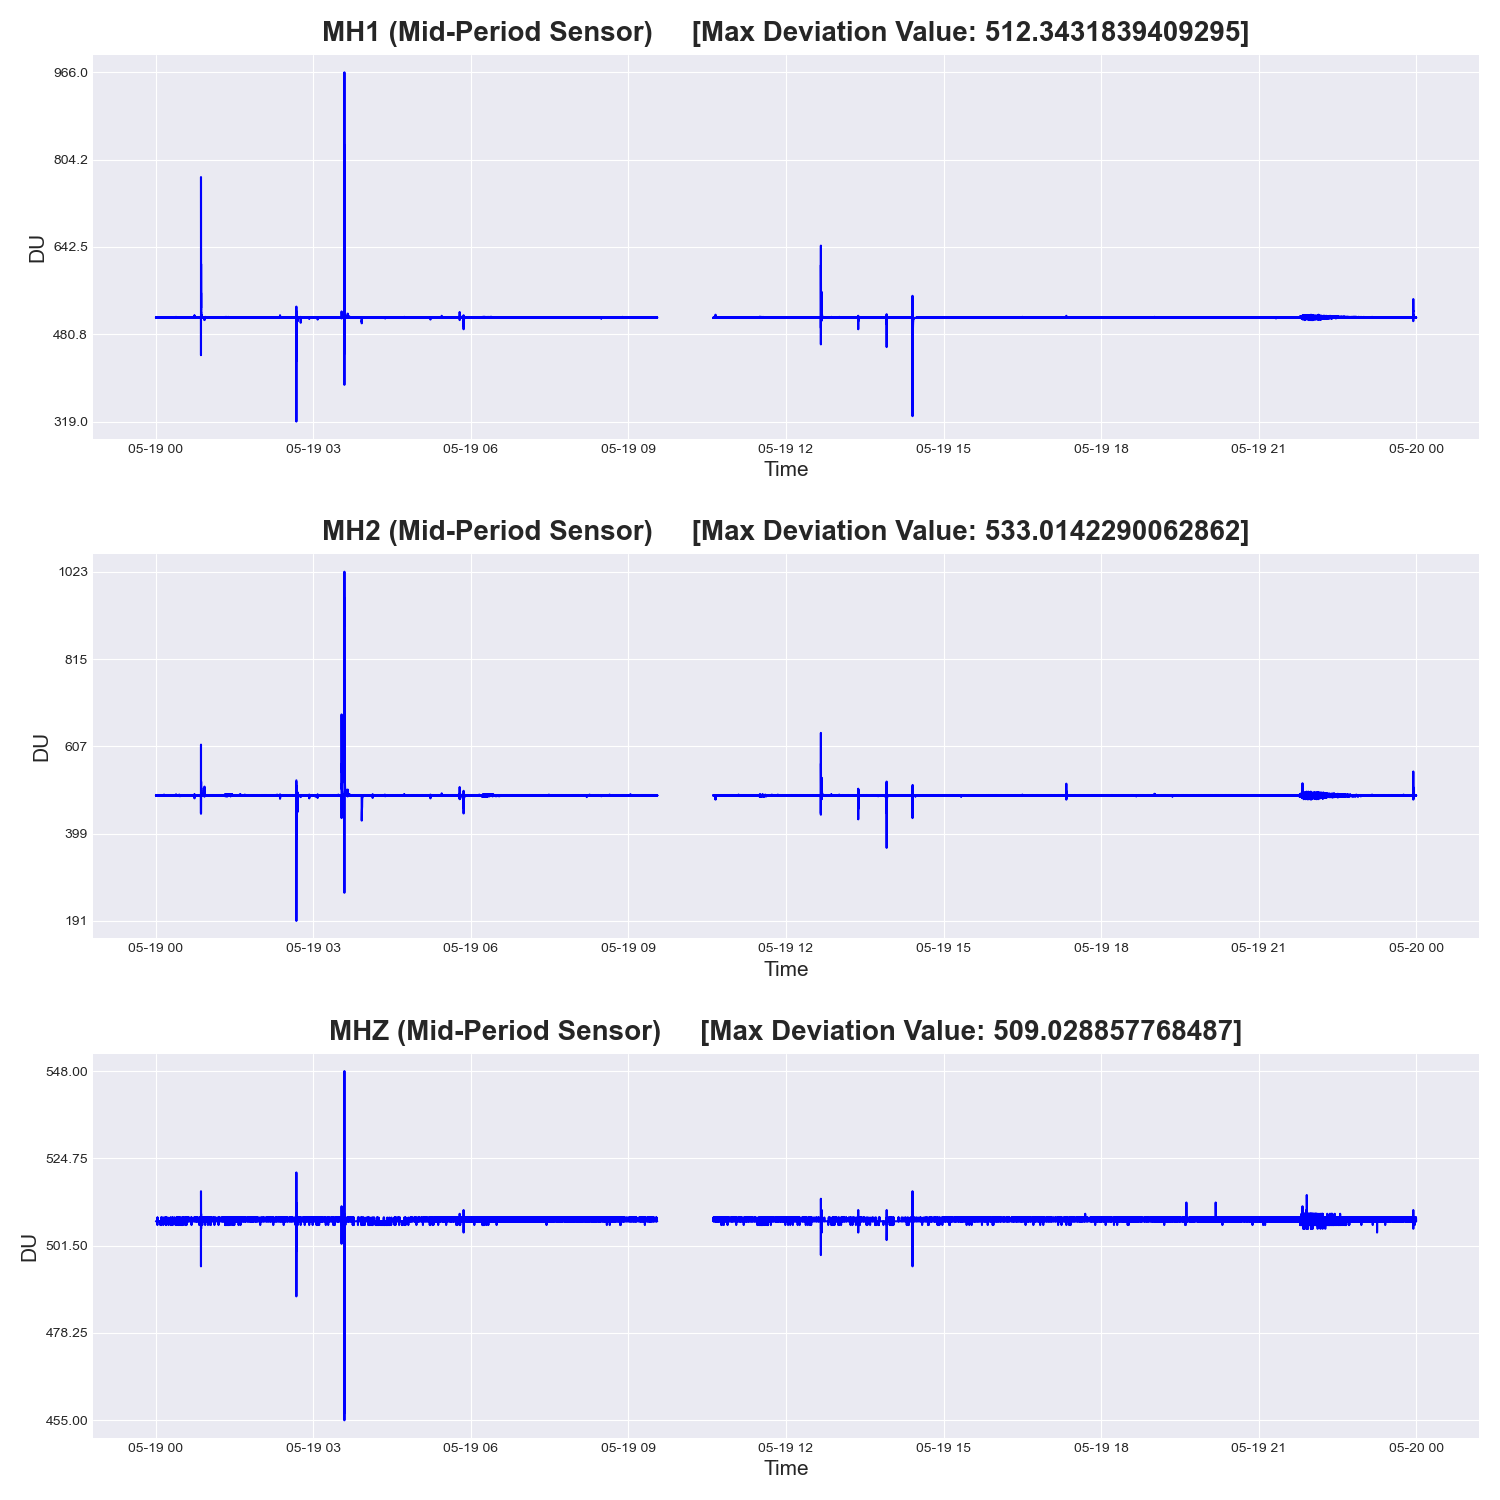 MH1 (Mid-Period Sensor) [Max Deviation Value: 512.3431839409295]
966.0
804.2
642.5
480.8
319.0
DU
05-19 00 05-19 03 05-19 06 05-19 09 05-19 12 05-19 15 05-19 18 05-19 21 05-20 00
Time
MH2 (Mid-Period Sensor) [Max Deviation Value: 533.0142290062862]
1023
815
607
399
191
DU
05-19 00 05-19 03 05-19 06 05-19 09 05-19 12 05-19 15 05-19 18 05-19 21 05-20 00
Time
MHZ (Mid-Period Sensor) [Max Deviation Value: 509.028857768487]
548.00
524.75
501.50
478.25
455.00
DU
05-19 00 05-19 03 05-19 06 05-19 09 05-19 12 05-19 15 05-19 18 05-19 21 05-20 00
Time